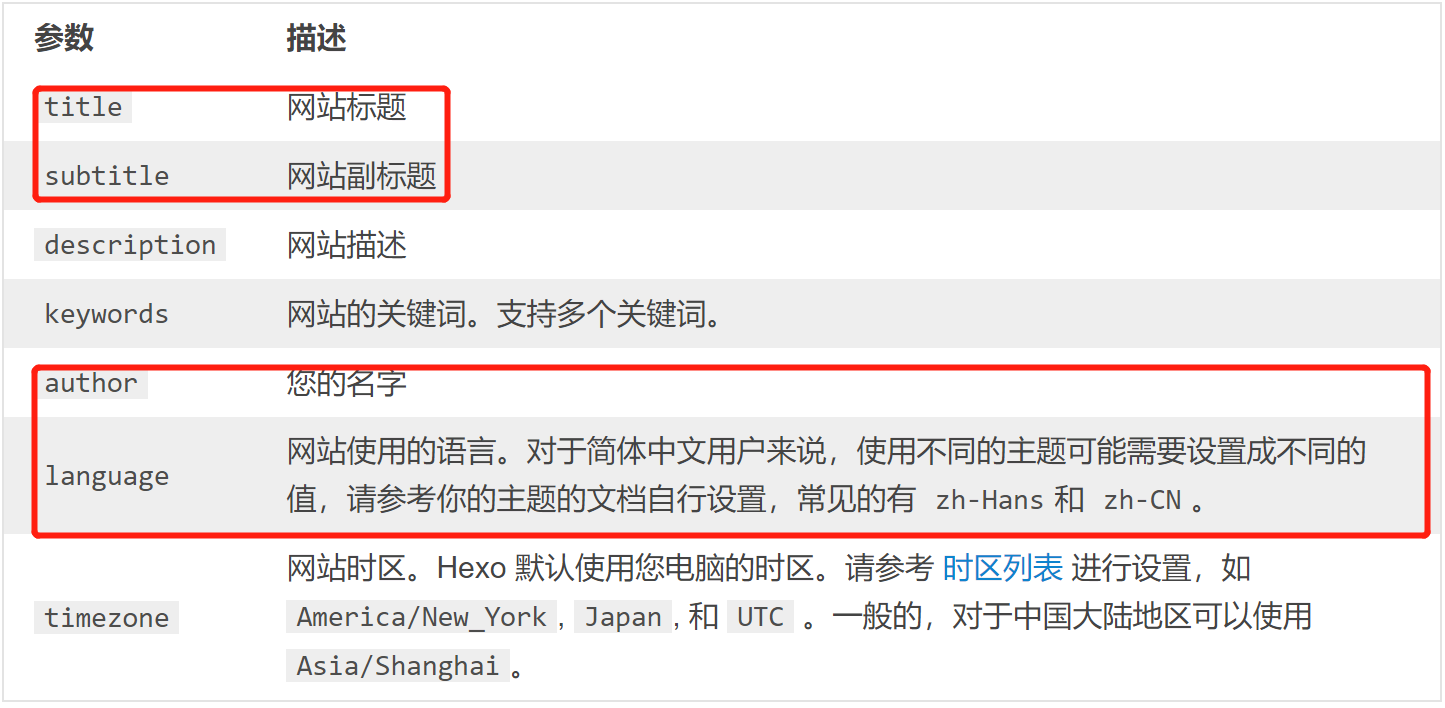 参数 描述
title 网站标题
subtitle 网站副标题
description 网站描述
keywords 网站的关键词。支持多个关键词。
author 您的名字
language 网站使用的语言。对于简体中文用户来说，使用不同的主题可能需要设置成不同的
值，请参考你的主题的文档自行设置，常见的有 zh-Hans 和 zh-CN 。
网站时区。Hexo 默认使用您电脑的时区。请参考 时区列表 进行设置，如
timezone America/New_York , Japan , 和 UTC 。一般的，对于中国大陆地区可以使用
Asia/Shanghai 。